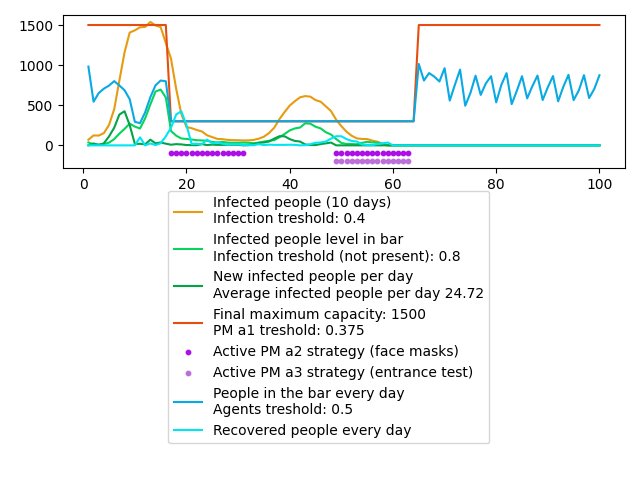 1500
1000
500
0
0 20 40 60 80 100
Infected people (10 days)
Infection treshold: 0.4
Infected people level in bar
Infection treshold (not present): 0.8
New infected people per day
Average infected people per day 24.72
Final maximum capacity: 1500
PM a1 treshold: 0.375
Active PM a2 strategy (face masks)
Active PM a3 strategy (entrance test)
People in the bar every day
Agents treshold: 0.5
Recovered people every day